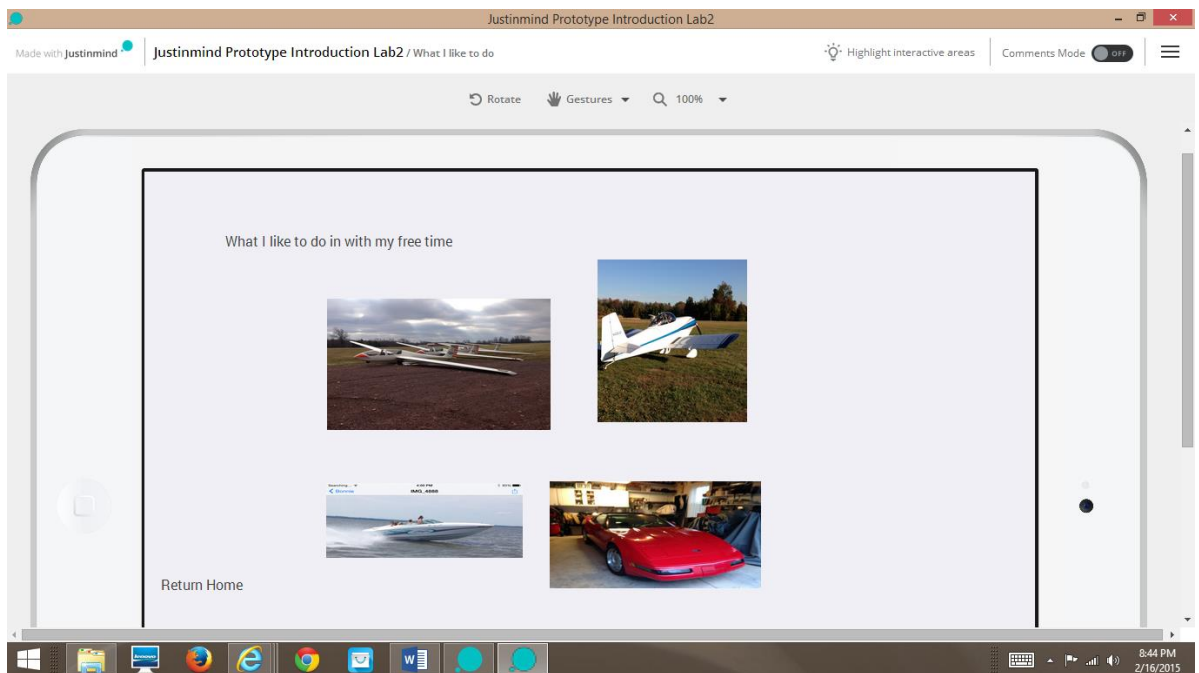 Justinmind Prototype Introduction Lab2
Made with Justinmind
Justinmind Prototype Introduction Lab2 / What I like to do
Highlight interactive areas
Comments Mode OFF
Rotate Gestures 100%
What I like to do in with my free time
IMG_4888
Return Home
8:44 PM
2/16/2015